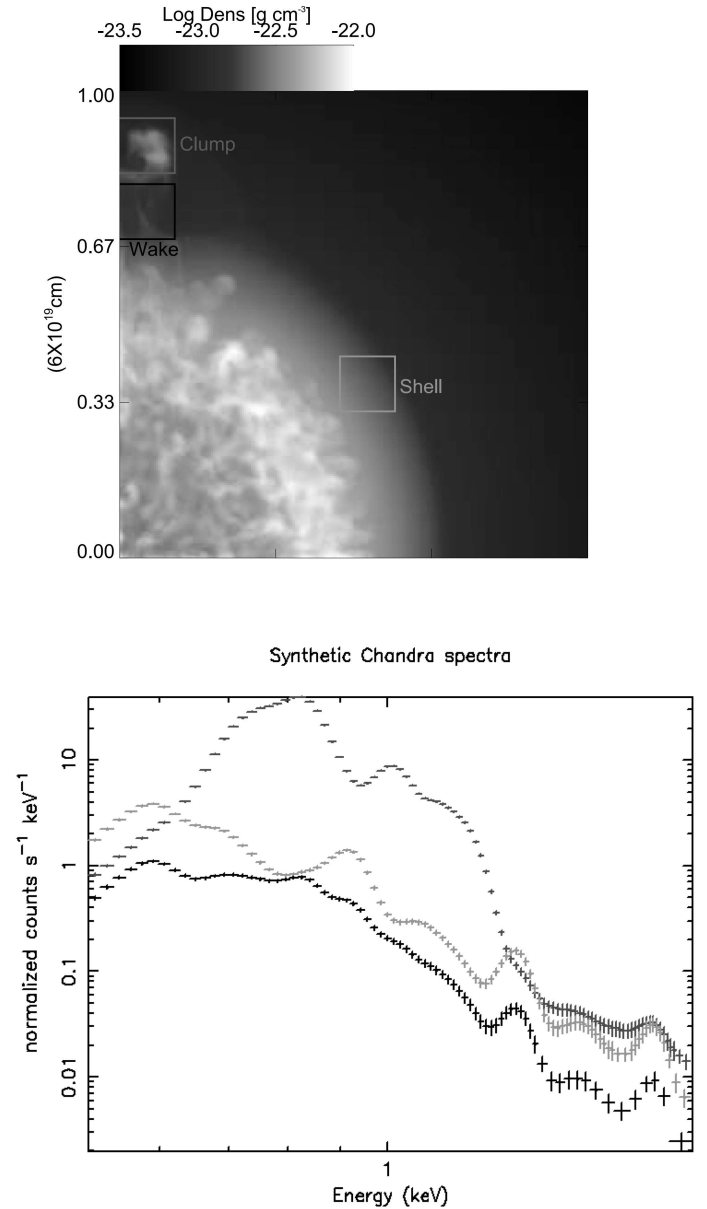 Log Dens [g cm⁻³]
-23.5 -23.0 -22.5 -22.0
1.00
Clump
Wake
0.67
(6X10¹⁹cm)
Shell
0.33
0.00
Synthetic Chandra spectra
normalized counts s⁻¹ keV⁻¹
10
1
0.1
0.01
1
Energy (keV)